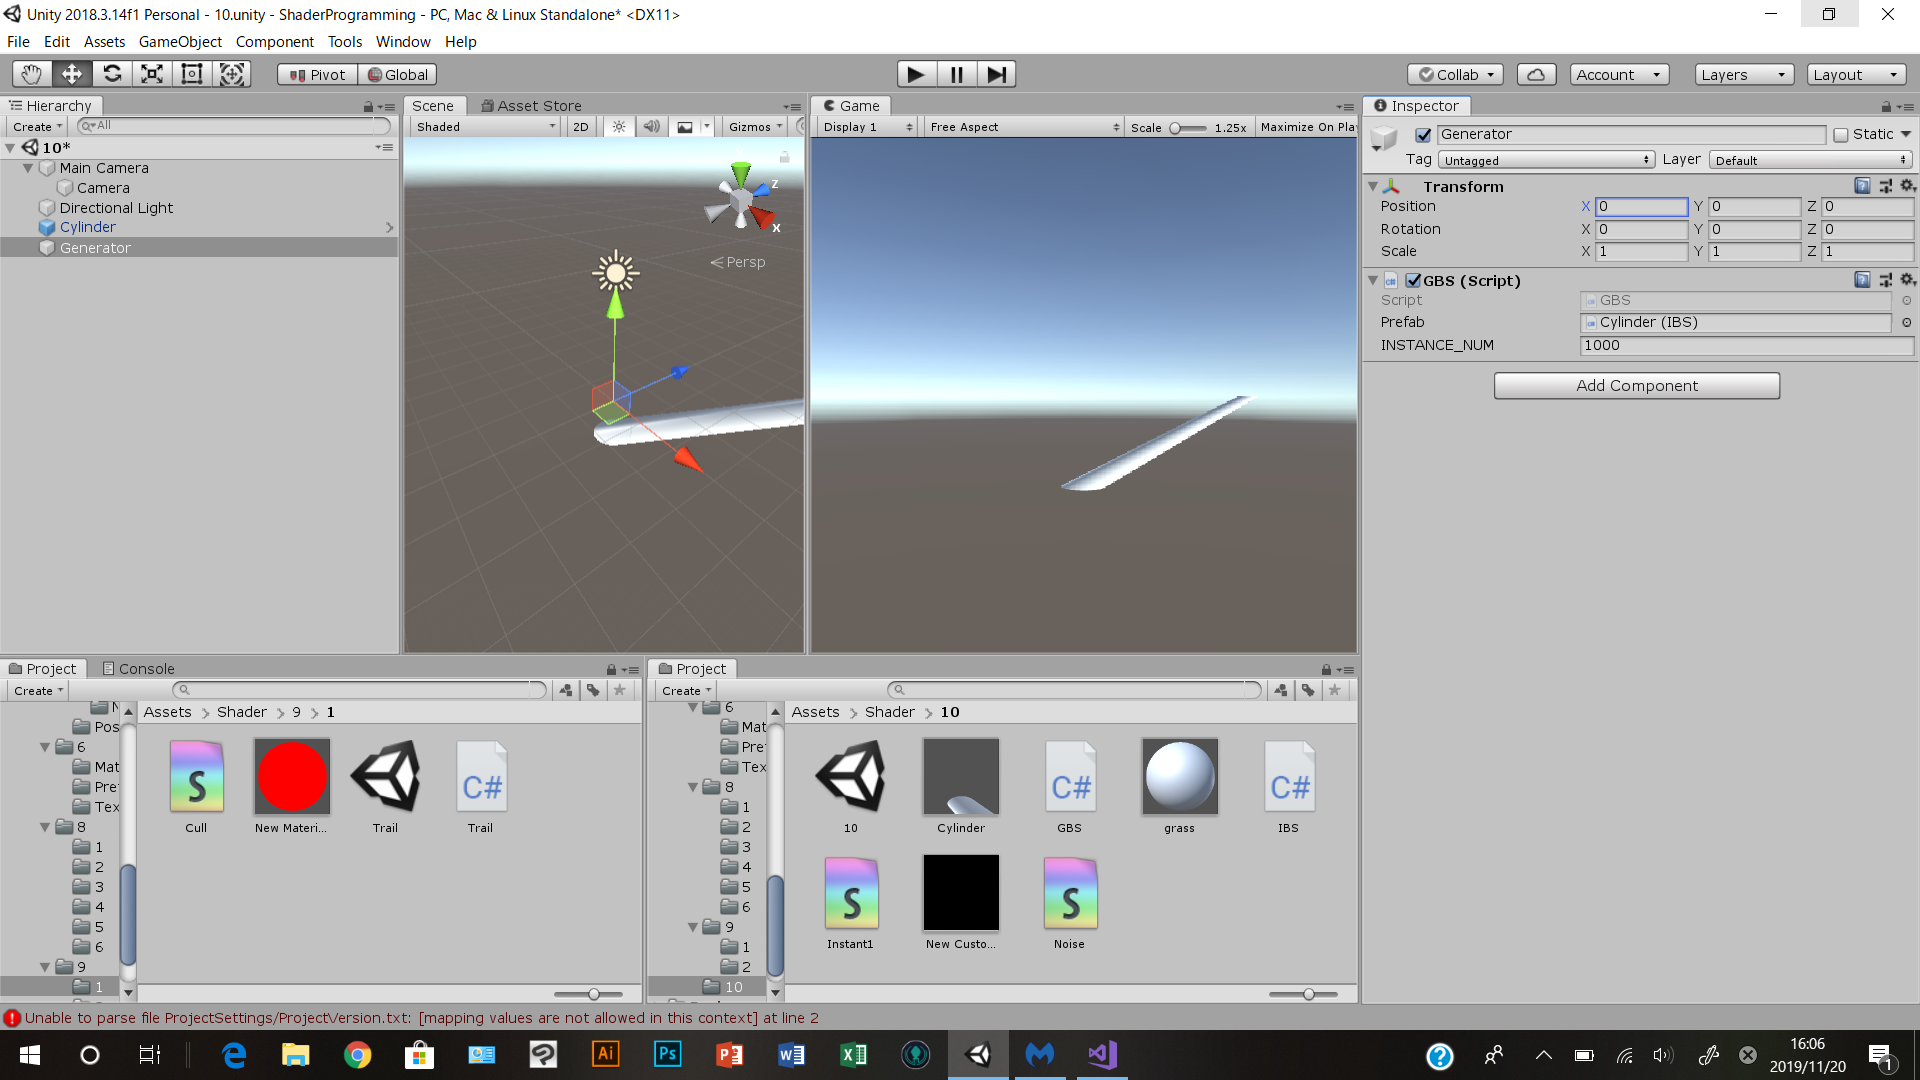 Unity 2018.3.14f1 Personal - 10.unity - ShaderProgramming - PC, Mac & Linux Standalone* <DX11>
File Edit Assets GameObject Component Tools Window Help
Pivot Global Collab Account Layers Layout
Hierarchy
Create All
10*
Main Camera
Camera
Directional Light
Cylinder
Generator
Scene Asset Store
Shaded 2D Gizmos
z
x
Persp
Game
Display 1 Free Aspect Scale 1.25x Maximize On Play
Inspector
Generator Static
Tag Untagged Layer Default
Transform
Position X 0 Y 0 Z 0
Rotation X 0 Y 0 Z 0
Scale X 1 Y 1 Z 1
GBS (Script)
Script GBS
Prefab Cylinder (IBS)
INSTANCE_NUM 1000
Add Component
Project Console
Create
Pos
6
Mat
Pre
Tex
8
1
2
3
4
5
6
9
1
Assets Shader 9 1
S C#
Cull New Materi... Trail Trail
Project
Create
6
Mat
Pre
Tex
8
1
2
3
4
5
6
9
1
2
10
Assets Shader 10
C# C#
10 Cylinder GBS grass IBS
S S
Instant1 New Custo... Noise
Unable to parse file ProjectSettings/ProjectVersion.txt: [mapping values are not allowed in this context] at line 2
Ai Ps
16:06
2019/11/20
1